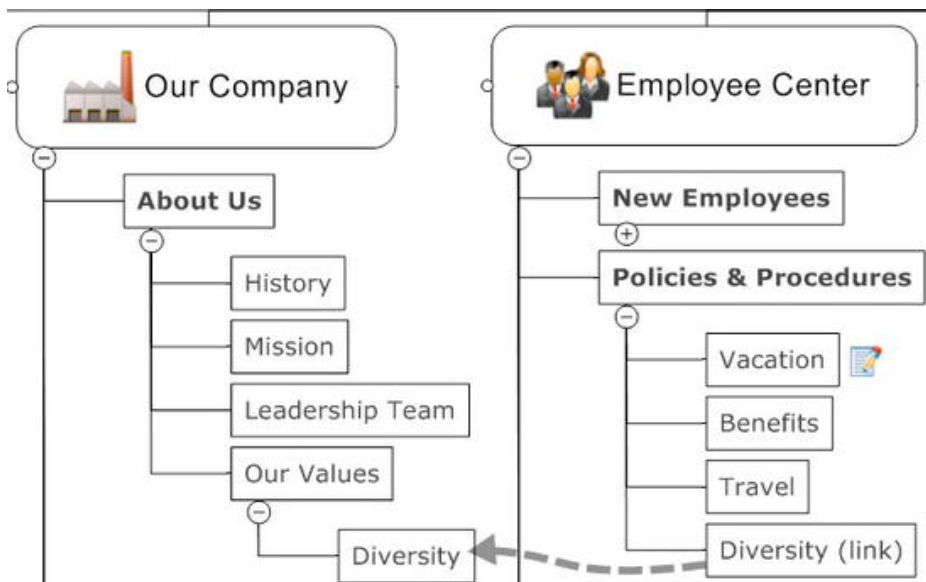 Our Company
About Us
History
Mission
Leadership Team
Our Values
Diversity
Employee Center
New Employees
Policies & Procedures
Vacation
Benefits
Travel
Diversity (link)